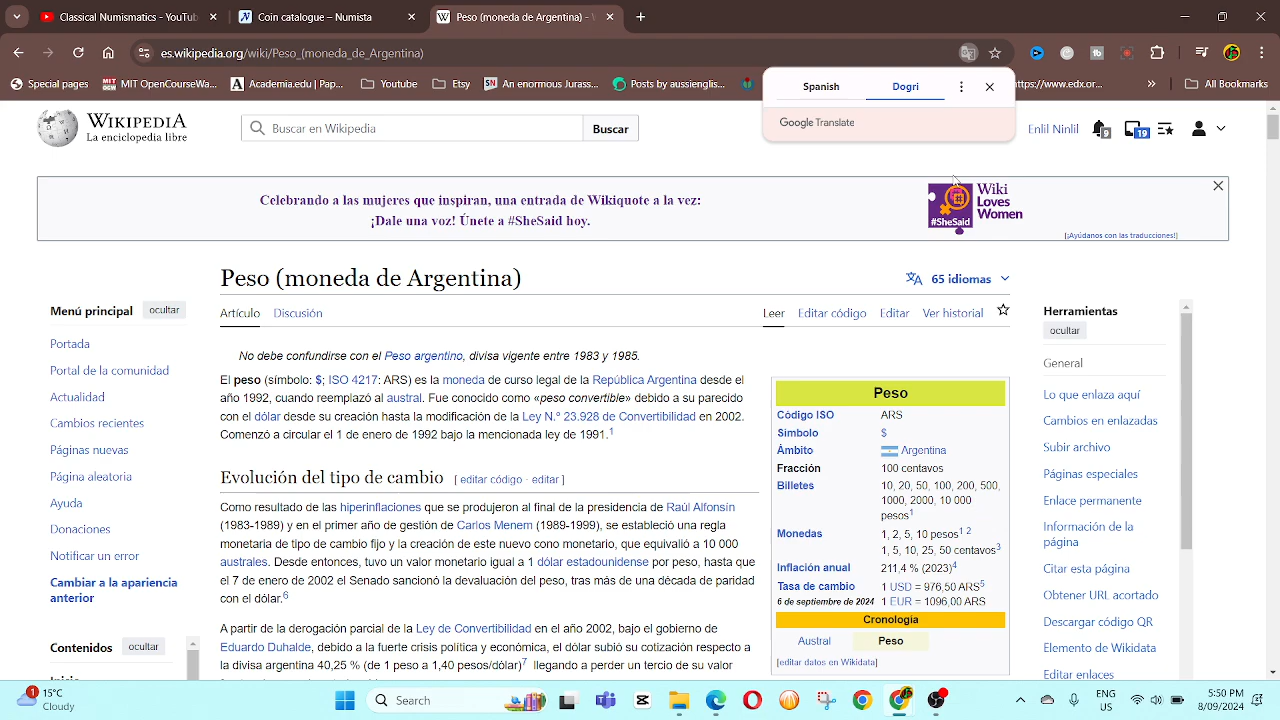 Classical Music - YouTub
Coin catalog – Numista
Peso (moneda de Argentina) - W
es.wikipedia.org/wiki/Peso_(moneda_de_Argentina)
Special pages
MIT OpenCourseWa...
Understanding | Pop...
Youtube
Etsy
An enormous Juras...
Posts by aussienglis...
https://www.dcode.fr...
All Bookmarks
Spanish
Dogri
Google Translate
WIKIPEDIA
La enciclopedia libre
Buscar en Wikipedia
Buscar
Enlil Ninlil
9
19
Celebrando a las mujeres que inspiran, una entrada de Wikiquote a la vez:
¡Dale una voz! Únete a #SheSaid hoy.
#SheSaid
Wiki
Loves
Women
[¡Ayúdanos con las traducciones!]
Peso (moneda de Argentina)
65 idiomas
Artículo
Discusión
Leer
Editar código
Editar
Ver historial
Menú principal
ocultar
Portada
Portal de la comunidad
Actualidad
Cambios recientes
Páginas nuevas
Página aleatoria
Ayuda
Donaciones
Notificar un error
Cambiar a la apariencia
anterior
Contenidos
ocultar
No debe confundirse con el Peso argentino, divisa vigente entre 1983 y 1985.
El peso (símbolo: $; ISO 4217: ARS) es la moneda de curso legal de la República Argentina desde el
año 1992, cuando reemplazó al austral. Fue conocido como «peso convertible» debido a su parecido
con el dólar desde su creación hasta la modificación de la Ley N.º 23.928 de Convertibilidad en 2002.
Comenzó a circular el 1 de enero de 1992 bajo la mencionada ley de 1991.1
Evolución del tipo de cambio [ editar código · editar ]
Como resultado de las hiperinflaciones que se produjeron al final de la presidencia de Raúl Alfonsín
(1983-1989) y en el primer año de gestión de Carlos Menem (1989-1999), se estableció una regla
monetaria de tipo de cambio fijo y la creación de este nuevo cono monetario, que equivalió a 10 000
australes. Desde entonces, tuvo un valor monetario igual a 1 dólar estadounidense por peso, hasta que
el 7 de enero de 2002 el Estado sancionó la devaluación del peso, tras más de una década de paridad
con el dólar.6
A partir de la derogación parcial de la Ley de Convertibilidad en el año 2002, bajo el gobierno de
Eduardo Duhalde, debido a la fuerte crisis política y económica, el dólar subió su cotización respecto a
la divisa argentina 40,25 % (de 1 peso a 1,40 pesos/dólar)7 llegando a perder un tercio de su valor
Peso
Código ISO ARS
Símbolo $
Ámbito Argentina
Fracción 100 centavos
Billetes 10, 20, 50, 100, 200, 500,
1000, 2000, 10 000
pesos1
Monedas 1, 2, 5, 10 pesos1 2
1, 5, 10, 25, 50 centavos3
Inflación anual 211,4 % (2023)4
Tasa de cambio 1 USD = 976,50 ARS5
6 de septiembre de 2024 1 EUR = 1096,00 ARS
Cronología
Austral
Peso
[editar datos en Wikidata]
Herramientas
ocultar
General
Lo que enlaza aquí
Cambios en enlazadas
Subir archivo
Páginas especiales
Enlace permanente
Información de la
página
Citar esta página
Obtener URL acortado
Descargar código QR
Elemento de Wikidata
Editar enlaces
1
15°C
Cloudy
Search
ENG
US
5:50 PM
8/09/2024